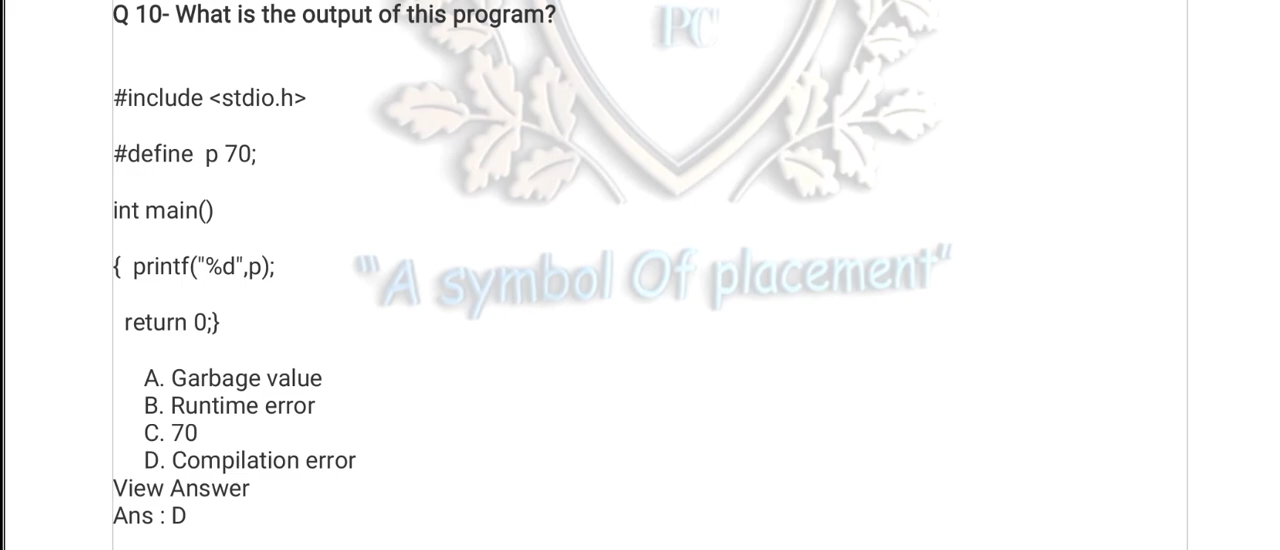 PC
Q 10- What is the output of this program?
#include <stdio.h>
#define p 70;
int main()
{ printf("%d",p);
return 0;}
"A symbol Of placement"
A. Garbage value
B. Runtime error
C. 70
D. Compilation error
View Answer
Ans : D